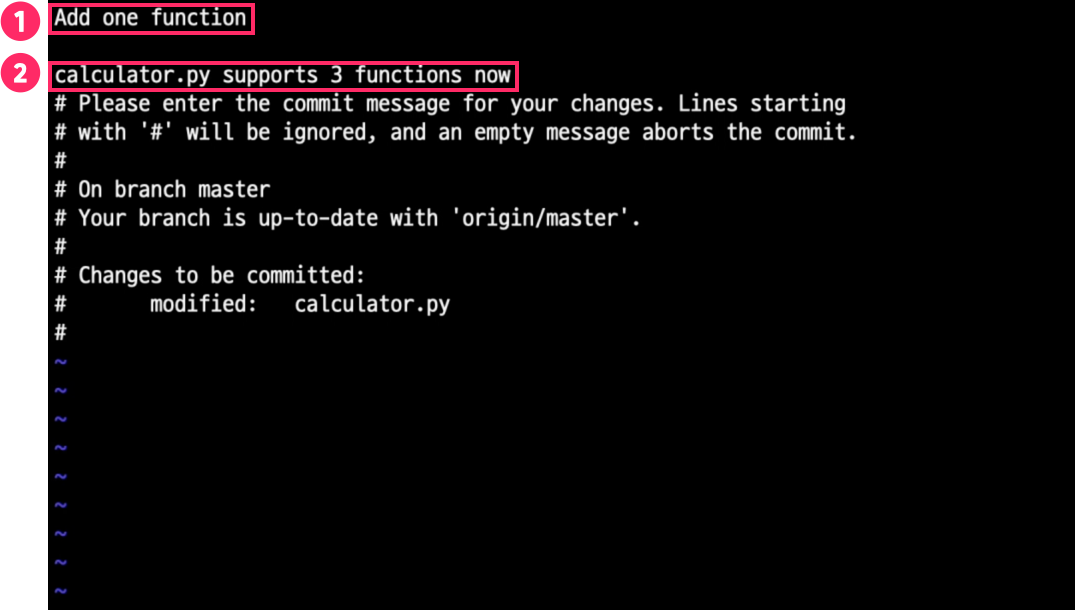 1 Add one function
2 calculator.py supports 3 functions now
# Please enter the commit message for your changes. Lines starting
# with '#' will be ignored, and an empty message aborts the commit.
#
# On branch master
# Your branch is up-to-date with 'origin/master'.
#
# Changes to be committed:
#       modified:   calculator.py
#
~
~
~
~
~
~
~
~
~